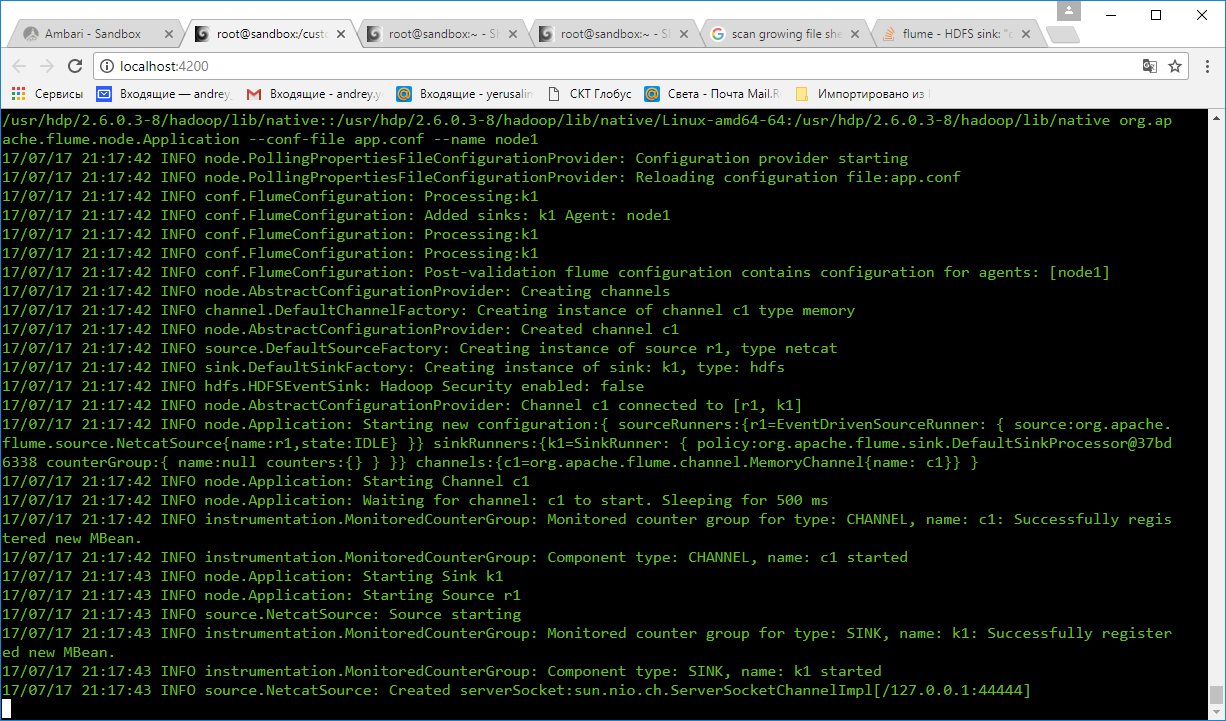 Ambari - Sandbox
root@sandbox:/custo
root@sandbox:~ - Sh
root@sandbox:~ - Sh
scan growing file she
flume - HDFS sink: "c
localhost:4200
Сервисы
Входящие — andrey
Входящие - andrey.y
Входящие - yerusalin
СКТ Глобус
Света - Почта Mail.R
Импортировано из
/usr/hdp/2.6.0.3-8/hadoop/lib/native::/usr/hdp/2.6.0.3-8/hadoop/lib/native/Linux-amd64-64:/usr/hdp/2.6.0.3-8/hadoop/lib/native org.ap
ache.flume.node.Application --conf-file app.conf --name node1
17/07/17 21:17:42 INFO node.PollingPropertiesFileConfigurationProvider: Configuration provider starting
17/07/17 21:17:42 INFO node.PollingPropertiesFileConfigurationProvider: Reloading configuration file:app.conf
17/07/17 21:17:42 INFO conf.FlumeConfiguration: Processing:k1
17/07/17 21:17:42 INFO conf.FlumeConfiguration: Added sinks: k1 Agent: node1
17/07/17 21:17:42 INFO conf.FlumeConfiguration: Processing:k1
17/07/17 21:17:42 INFO conf.FlumeConfiguration: Processing:k1
17/07/17 21:17:42 INFO conf.FlumeConfiguration: Post-validation flume configuration contains configuration for agents: [node1]
17/07/17 21:17:42 INFO node.AbstractConfigurationProvider: Creating channels
17/07/17 21:17:42 INFO channel.DefaultChannelFactory: Creating instance of channel c1 type memory
17/07/17 21:17:42 INFO node.AbstractConfigurationProvider: Created channel c1
17/07/17 21:17:42 INFO source.DefaultSourceFactory: Creating instance of source r1, type netcat
17/07/17 21:17:42 INFO sink.DefaultSinkFactory: Creating instance of sink: k1, type: hdfs
17/07/17 21:17:42 INFO hdfs.HDFSEventSink: Hadoop Security enabled: false
17/07/17 21:17:42 INFO node.AbstractConfigurationProvider: Channel c1 connected to [r1, k1]
17/07/17 21:17:42 INFO node.Application: Starting new configuration:{ sourceRunners:{r1=EventDrivenSourceRunner: { source:org.apache.
flume.source.NetcatSource{name:r1,state:IDLE} }} sinkRunners:{k1=SinkRunner: { policy:org.apache.flume.sink.DefaultSinkProcessor@37bd
6338 counterGroup:{ name:null counters:{} } }} channels:{c1=org.apache.flume.channel.MemoryChannel{name: c1}} }
17/07/17 21:17:42 INFO node.Application: Starting Channel c1
17/07/17 21:17:42 INFO node.Application: Waiting for channel: c1 to start. Sleeping for 500 ms
17/07/17 21:17:42 INFO instrumentation.MonitoredCounterGroup: Monitored counter group for type: CHANNEL, name: c1: Successfully regis
tered new MBean.
17/07/17 21:17:42 INFO instrumentation.MonitoredCounterGroup: Component type: CHANNEL, name: c1 started
17/07/17 21:17:43 INFO node.Application: Starting Sink k1
17/07/17 21:17:43 INFO node.Application: Starting Source r1
17/07/17 21:17:43 INFO source.NetcatSource: Source starting
17/07/17 21:17:43 INFO instrumentation.MonitoredCounterGroup: Monitored counter group for type: SINK, name: k1: Successfully register
ed new MBean.
17/07/17 21:17:43 INFO instrumentation.MonitoredCounterGroup: Component type: SINK, name: k1 started
17/07/17 21:17:43 INFO source.NetcatSource: Created serverSocket:sun.nio.ch.ServerSocketChannelImpl[/127.0.0.1:44444]